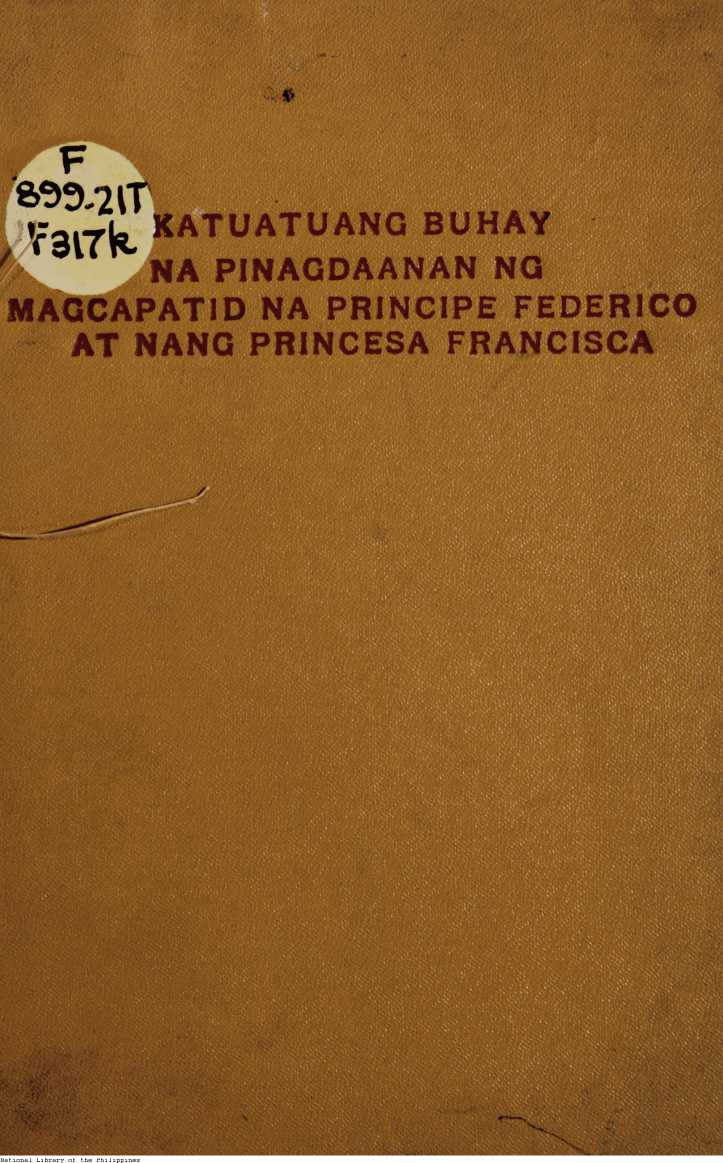 F
899.21T
F317k
KATUATUANG BUHAY
NA PINAGDAANAN NG
MAGCAPATID NA PRINCIPE FEDERICO
AT NANG PRINCESA FRANCISCA
National Library of the Philippines